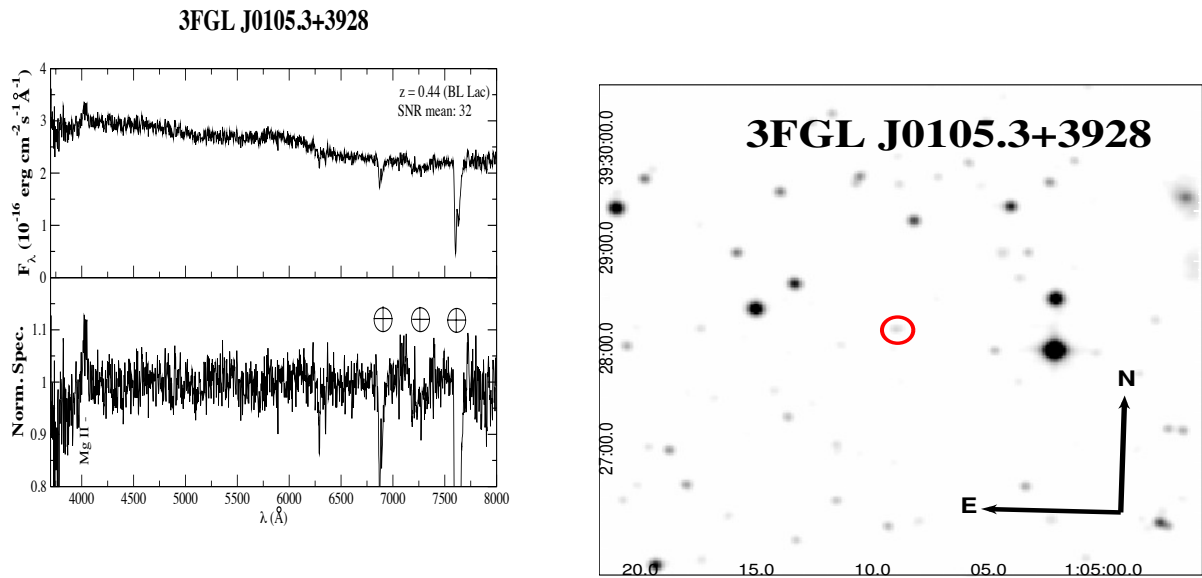 3FGL J0105.3+3928
4
3
2
1
0
F_λ (10^-16 erg cm^-2 s^-1 Å^-1)
z = 0.44 (BL Lac)
SNR mean: 32
1.1
1
0.9
0.8
Norm. Spec.
Mg II -
4000 4500 5000 5500 6000 6500 7000 7500 8000
λ (Å)
3FGL J0105.3+3928
39:30:00.0
29:00.0
28:00.0
27:00.0
N
E
20.0 15.0 10.0 05.0 1:05:00.0